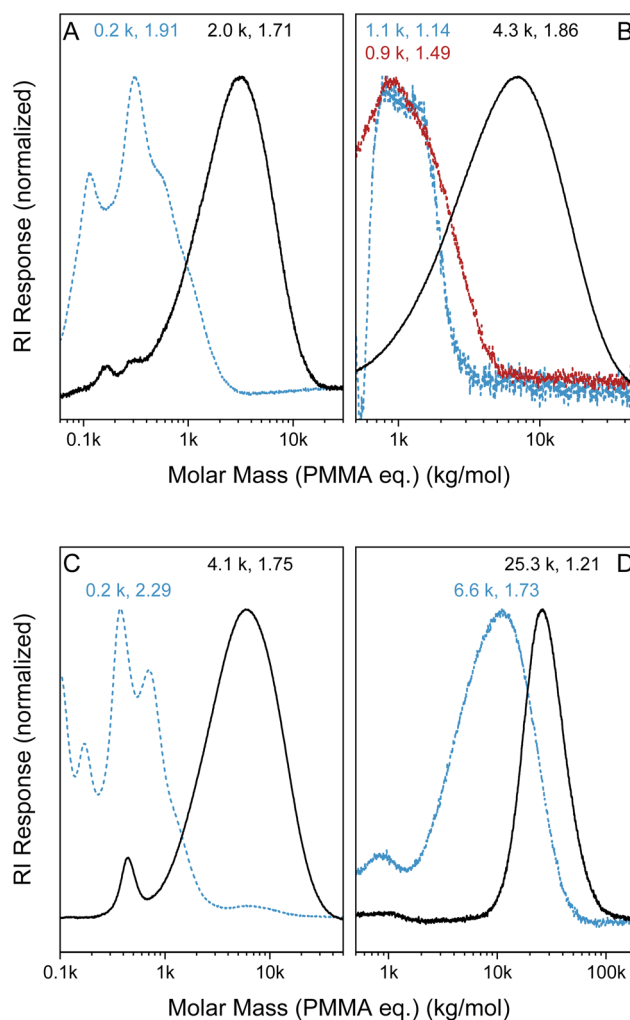 A 0.2 k, 1.91 2.0 k, 1.71
1.1 k, 1.14 4.3 k, 1.86 B
0.9 k, 1.49
RI Response (normalized)
0.1k 1k 10k
1k 10k
Molar Mass (PMMA eq.) (kg/mol)
C 4.1 k, 1.75
0.2 k, 2.29
25.3 k, 1.21 D
6.6 k, 1.73
RI Response (normalized)
0.1k 1k 10k
1k 10k 100k
Molar Mass (PMMA eq.) (kg/mol)